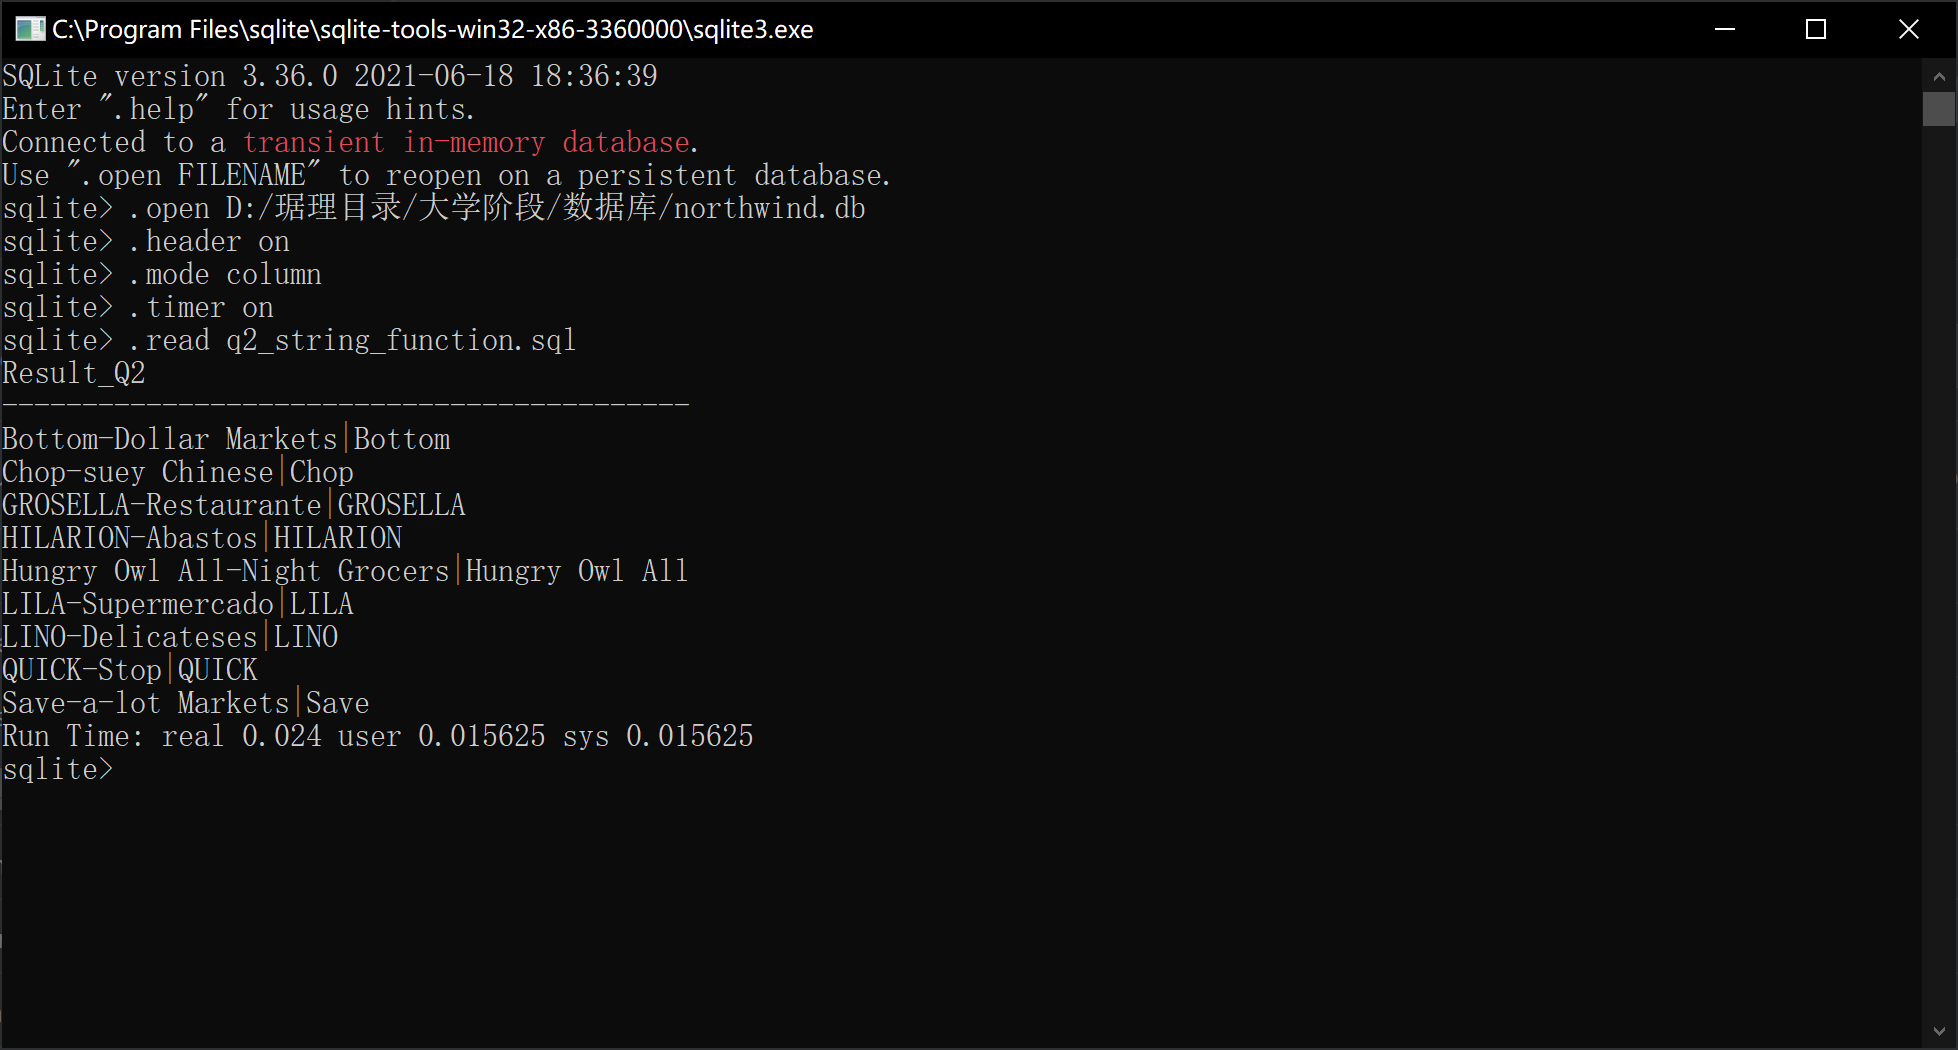 C:\Program Files\sqlite\sqlite-tools-win32-x86-3360000\sqlite3.exe
SQLite version 3.36.0 2021-06-18 18:36:39
Enter ".help" for usage hints.
Connected to a transient in-memory database.
Use ".open FILENAME" to reopen on a persistent database.
sqlite> .open D:/琚理目录/大学阶段/数据库/northwind.db
sqlite> .header on
sqlite> .mode column
sqlite> .timer on
sqlite> .read q2_string_function.sql
Result_Q2
-------------------------------------------
Bottom-Dollar Markets|Bottom
Chop-suey Chinese|Chop
GROSELLA-Restaurante|GROSELLA
HILARION-Abastos|HILARION
Hungry Owl All-Night Grocers|Hungry Owl All
LILA-Supermercado|LILA
LINO-Delicateses|LINO
QUICK-Stop|QUICK
Save-a-lot Markets|Save
Run Time: real 0.024 user 0.015625 sys 0.015625
sqlite>